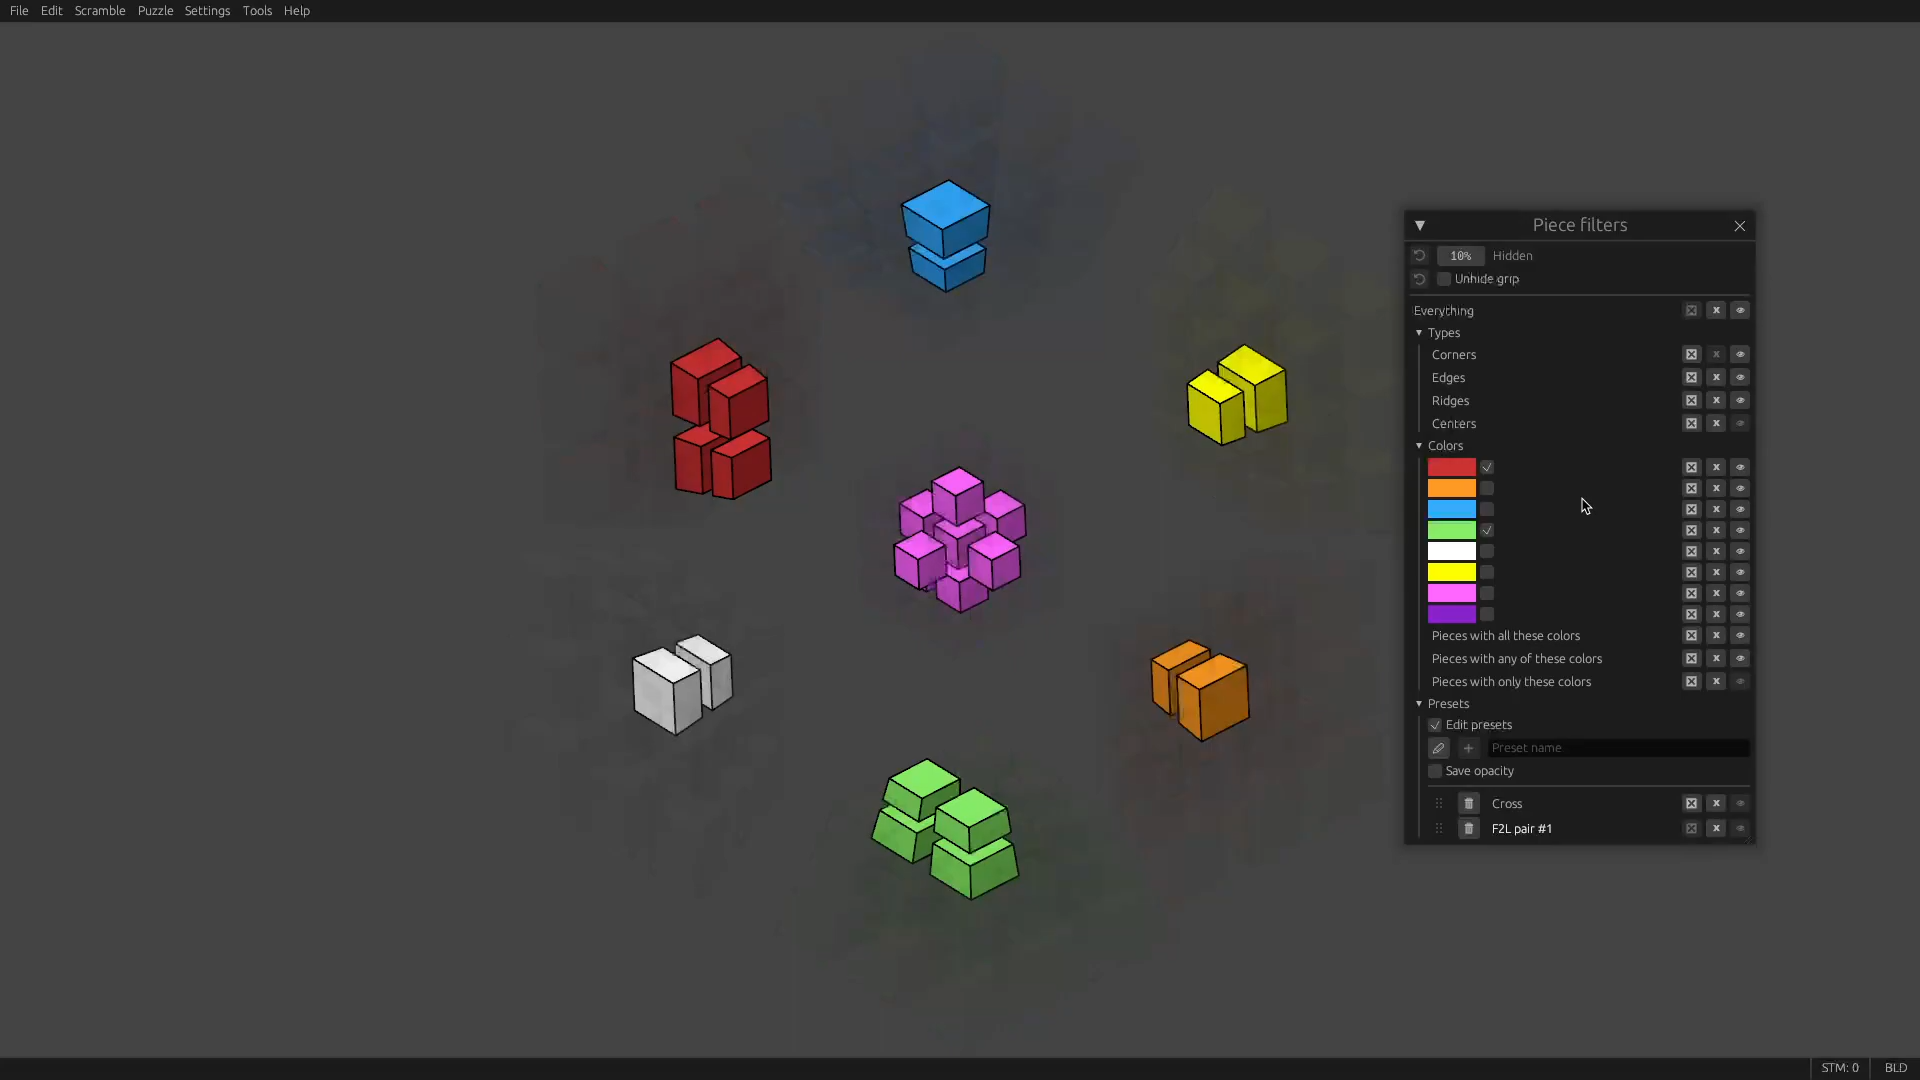 File Edit Scramble Puzzle Settings Tools Help
Piece filters
10% Hidden
Unhide grip
Everything
Types
Corners
Edges
Ridges
Centers
Colors
Pieces with all these colors
Pieces with any of these colors
Pieces with only these colors
Presets
Edit presets
Preset name
Save opacity
Cross
F2L pair #1
STM: 0 BLD